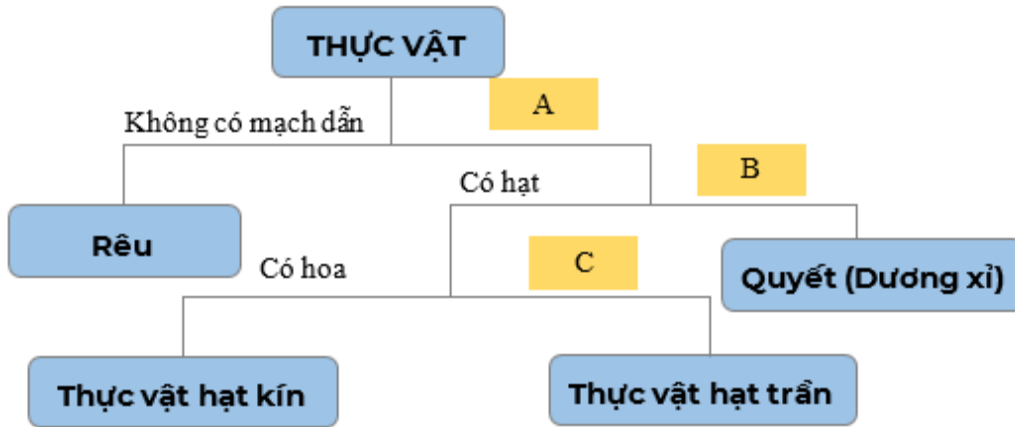 THỰC VẬT
A
Không có mạch dẫn
B
Có hạt
Rêu
C
Có hoa
Quyết (Dương xỉ)
Thực vật hạt kín
Thực vật hạt trần